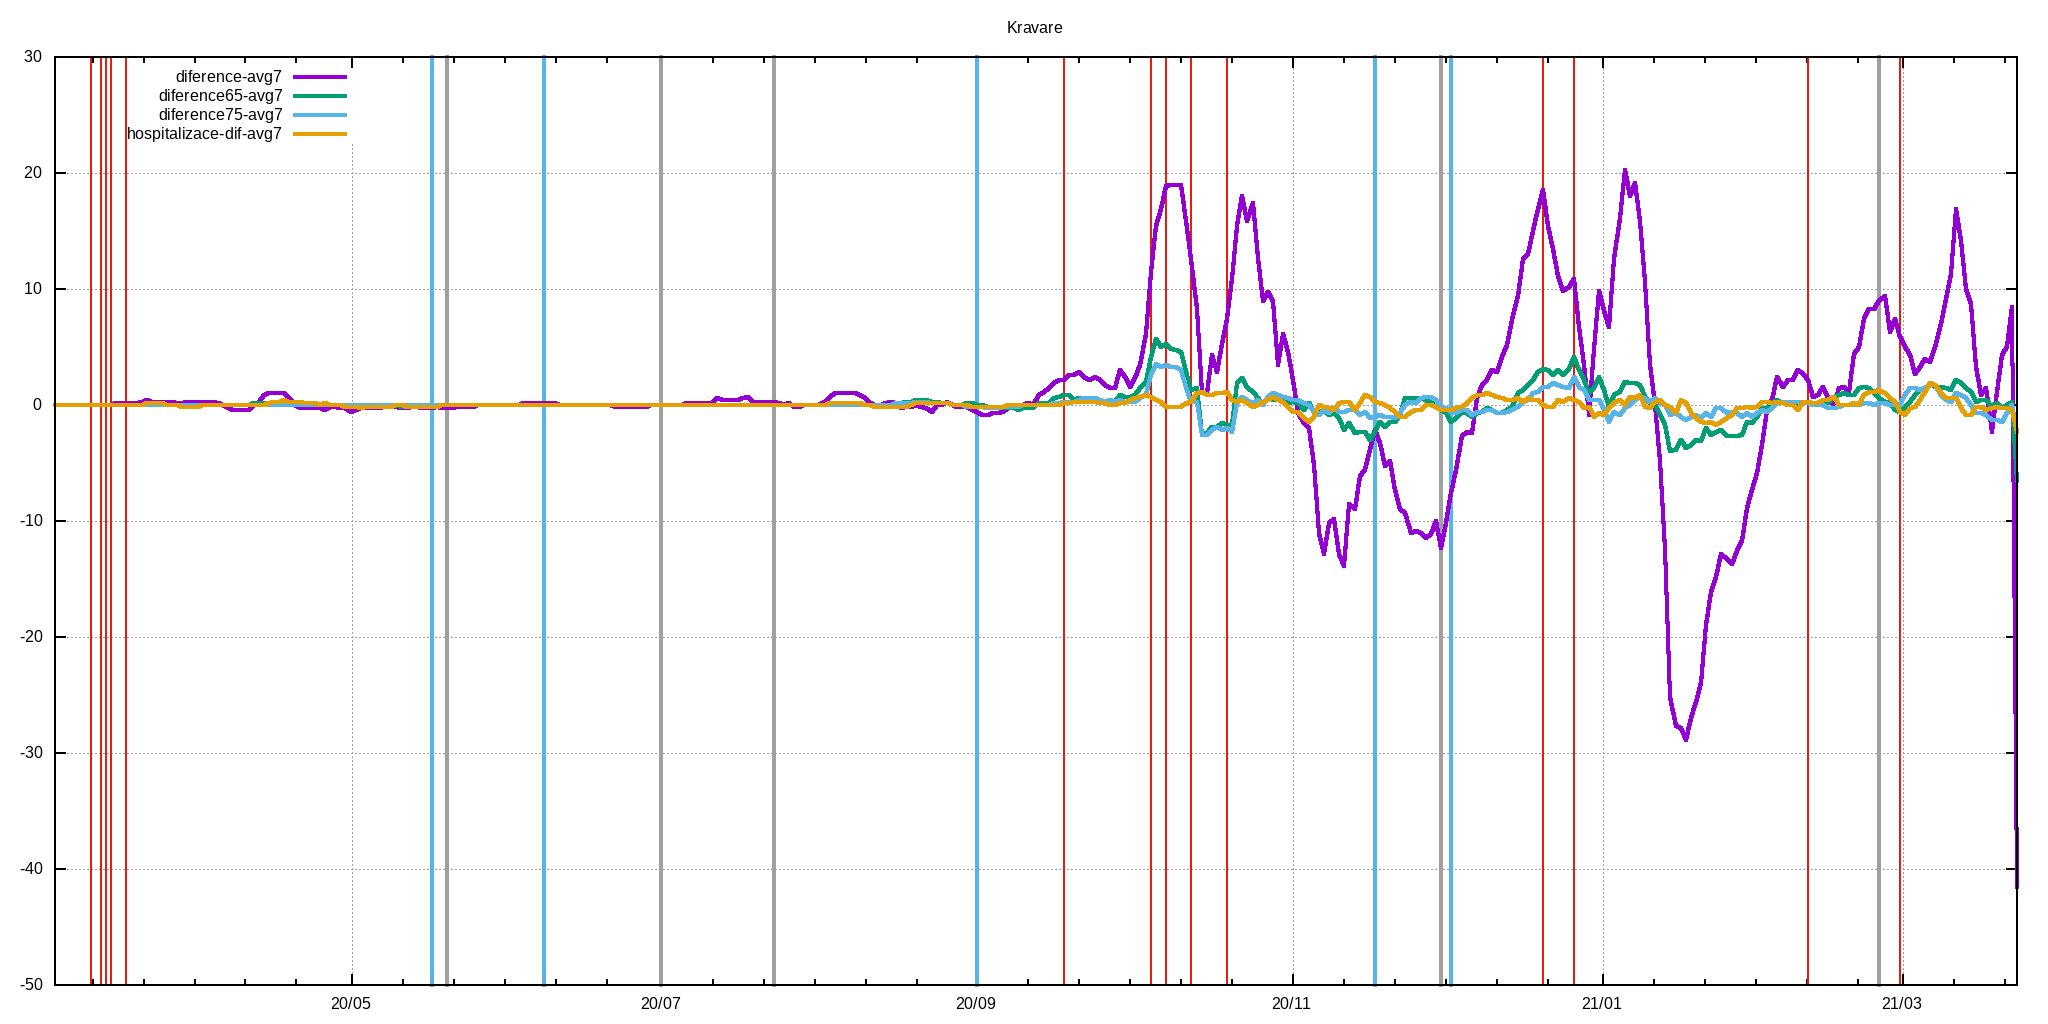 Kravare
30
diference-avg7
diference65-avg7
diference75-avg7
hospitalizace-dif-avg7
20
10
0
-10
-20
-30
-40
-50
20/05 20/07 20/09 20/11 21/01 21/03